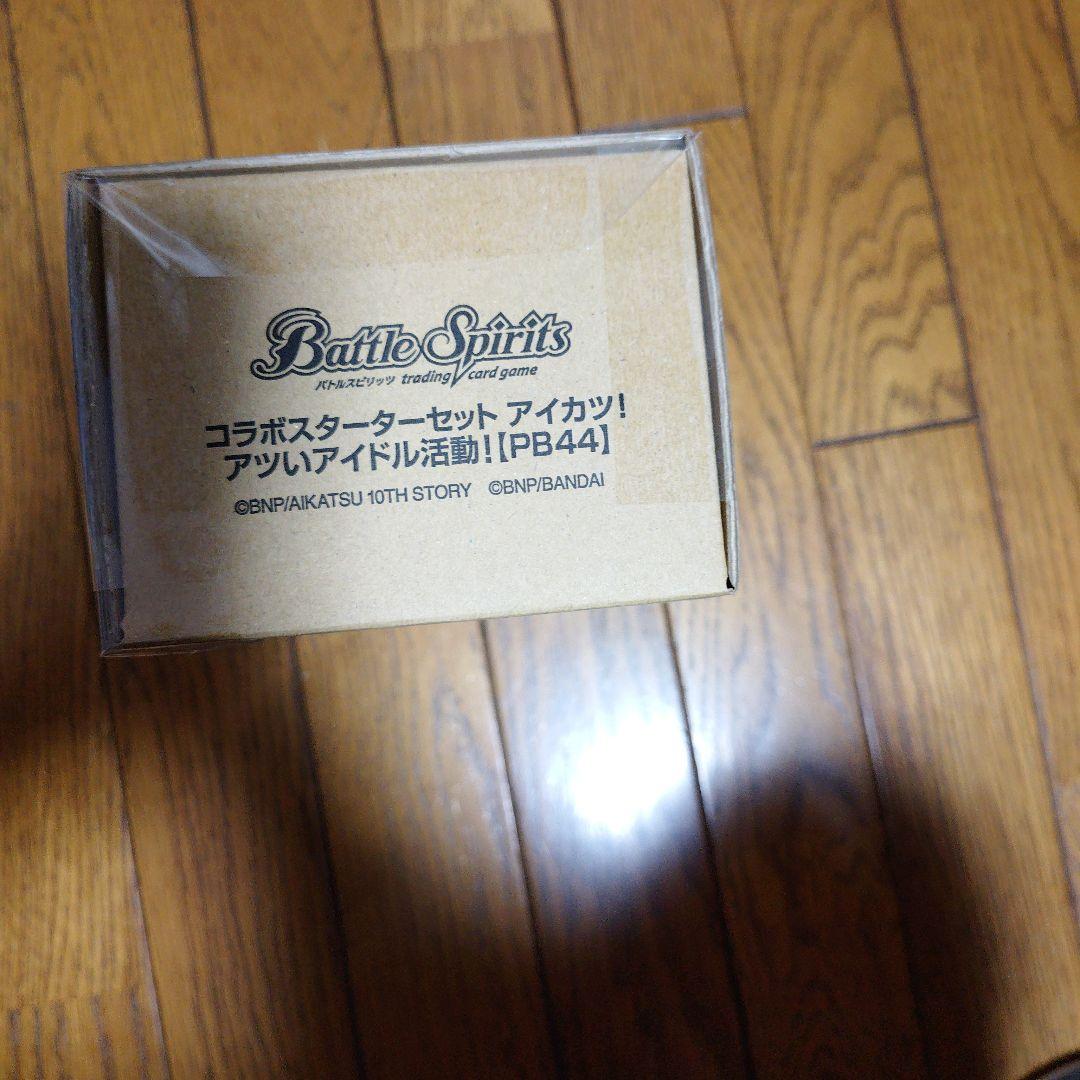 Battle Spirits
バトルスピリッツ trading card game
コラボスターターセット アイカツ!
アツいアイドル活動!【PB44】
©BNP/AIKATSU 10TH STORY ©BNP/BANDAI